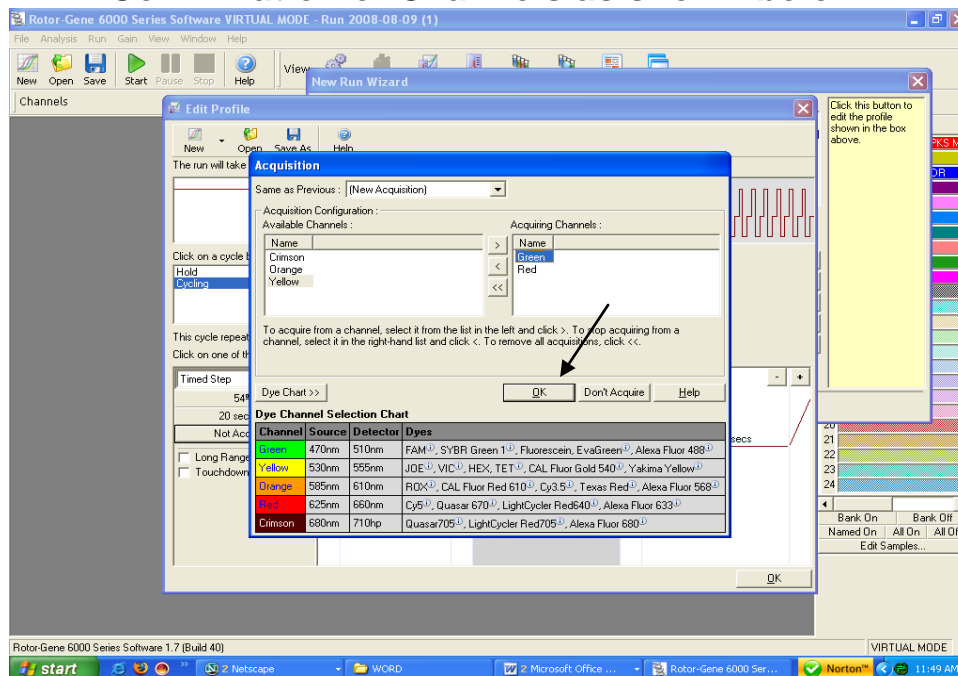 Rotor-Gene 6000 Series Software VIRTUAL MODE - Run 2008-08-09 (1)
File Analysis Run Gain View Window Help
New Open Save Start Pause Stop Help View
New Run Wizard
Channels
Click this button to
edit the profile
shown in the box
above.
Edit Profile
New Open Save As Help
The run will take
Acquisition
Same as Previous : (New Acquisition)
Acquisition Configuration :
Available Channels :
Acquiring Channels :
Name
Crimson
Orange
Yellow
>
<
<<
Name
Green
Red
To acquire from a channel, select it from the list in the left and click >. To stop acquiring from a
channel, select it in the right-hand list and click <. To remove all acquisitions, click <<.
Dye Chart >> OK Don't Acquire Help
Dye Channel Selection Chart
Channel Source Detector Dyes
Green 470nm 510nm FAM, SYBR Green 1, Fluorescein, EvaGreen, Alexa Fluor 488
Yellow 530nm 555nm JOE, VIC, HEX, TET, CAL Fluor Gold 540, Yakima Yellow
Orange 585nm 610nm ROX, CAL Fluor Red 610, Cy3.5, Texas Red, Alexa Fluor 568
Red 625nm 660nm Cy5, Quasar 670, LightCycler Red640, Alexa Fluor 633
Crimson 680nm 710hp Quasar705, LightCycler Red705, Alexa Fluor 680
Click on a cycle
Hold
Cycling
This cycle repeat
Click on one of
Timed Step
54°
20 sec
Not Acq
Long Range
Touchdown
- +
secs
OK
21
22
23
24
Bank On Bank Off
Named On All On All Of
Edit Samples...
Rotor-Gene 6000 Series Software 1.7 (Build 40)
VIRTUAL MODE
start 2 Netscape WORD 2 Microsoft Office ... Rotor-Gene 6000 Ser... Norton™ 11:49 AM